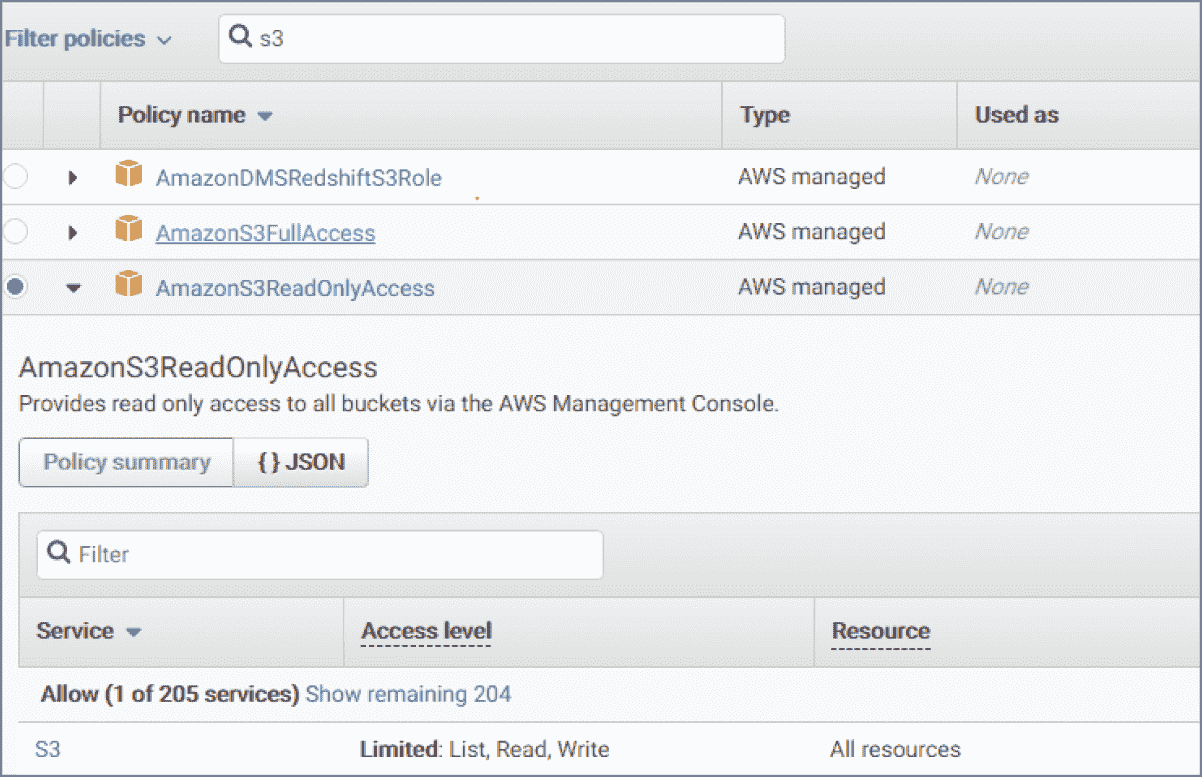 Filter policies
s3
Policy name Type Used as
AmazonDMSRedshiftS3Role AWS managed None
AmazonS3FullAccess AWS managed None
AmazonS3ReadOnlyAccess AWS managed None
AmazonS3ReadOnlyAccess
Provides read only access to all buckets via the AWS Management Console.
Policy summary { } JSON
Filter
Service Access level Resource
Allow (1 of 205 services) Show remaining 204
S3 Limited: List, Read, Write All resources